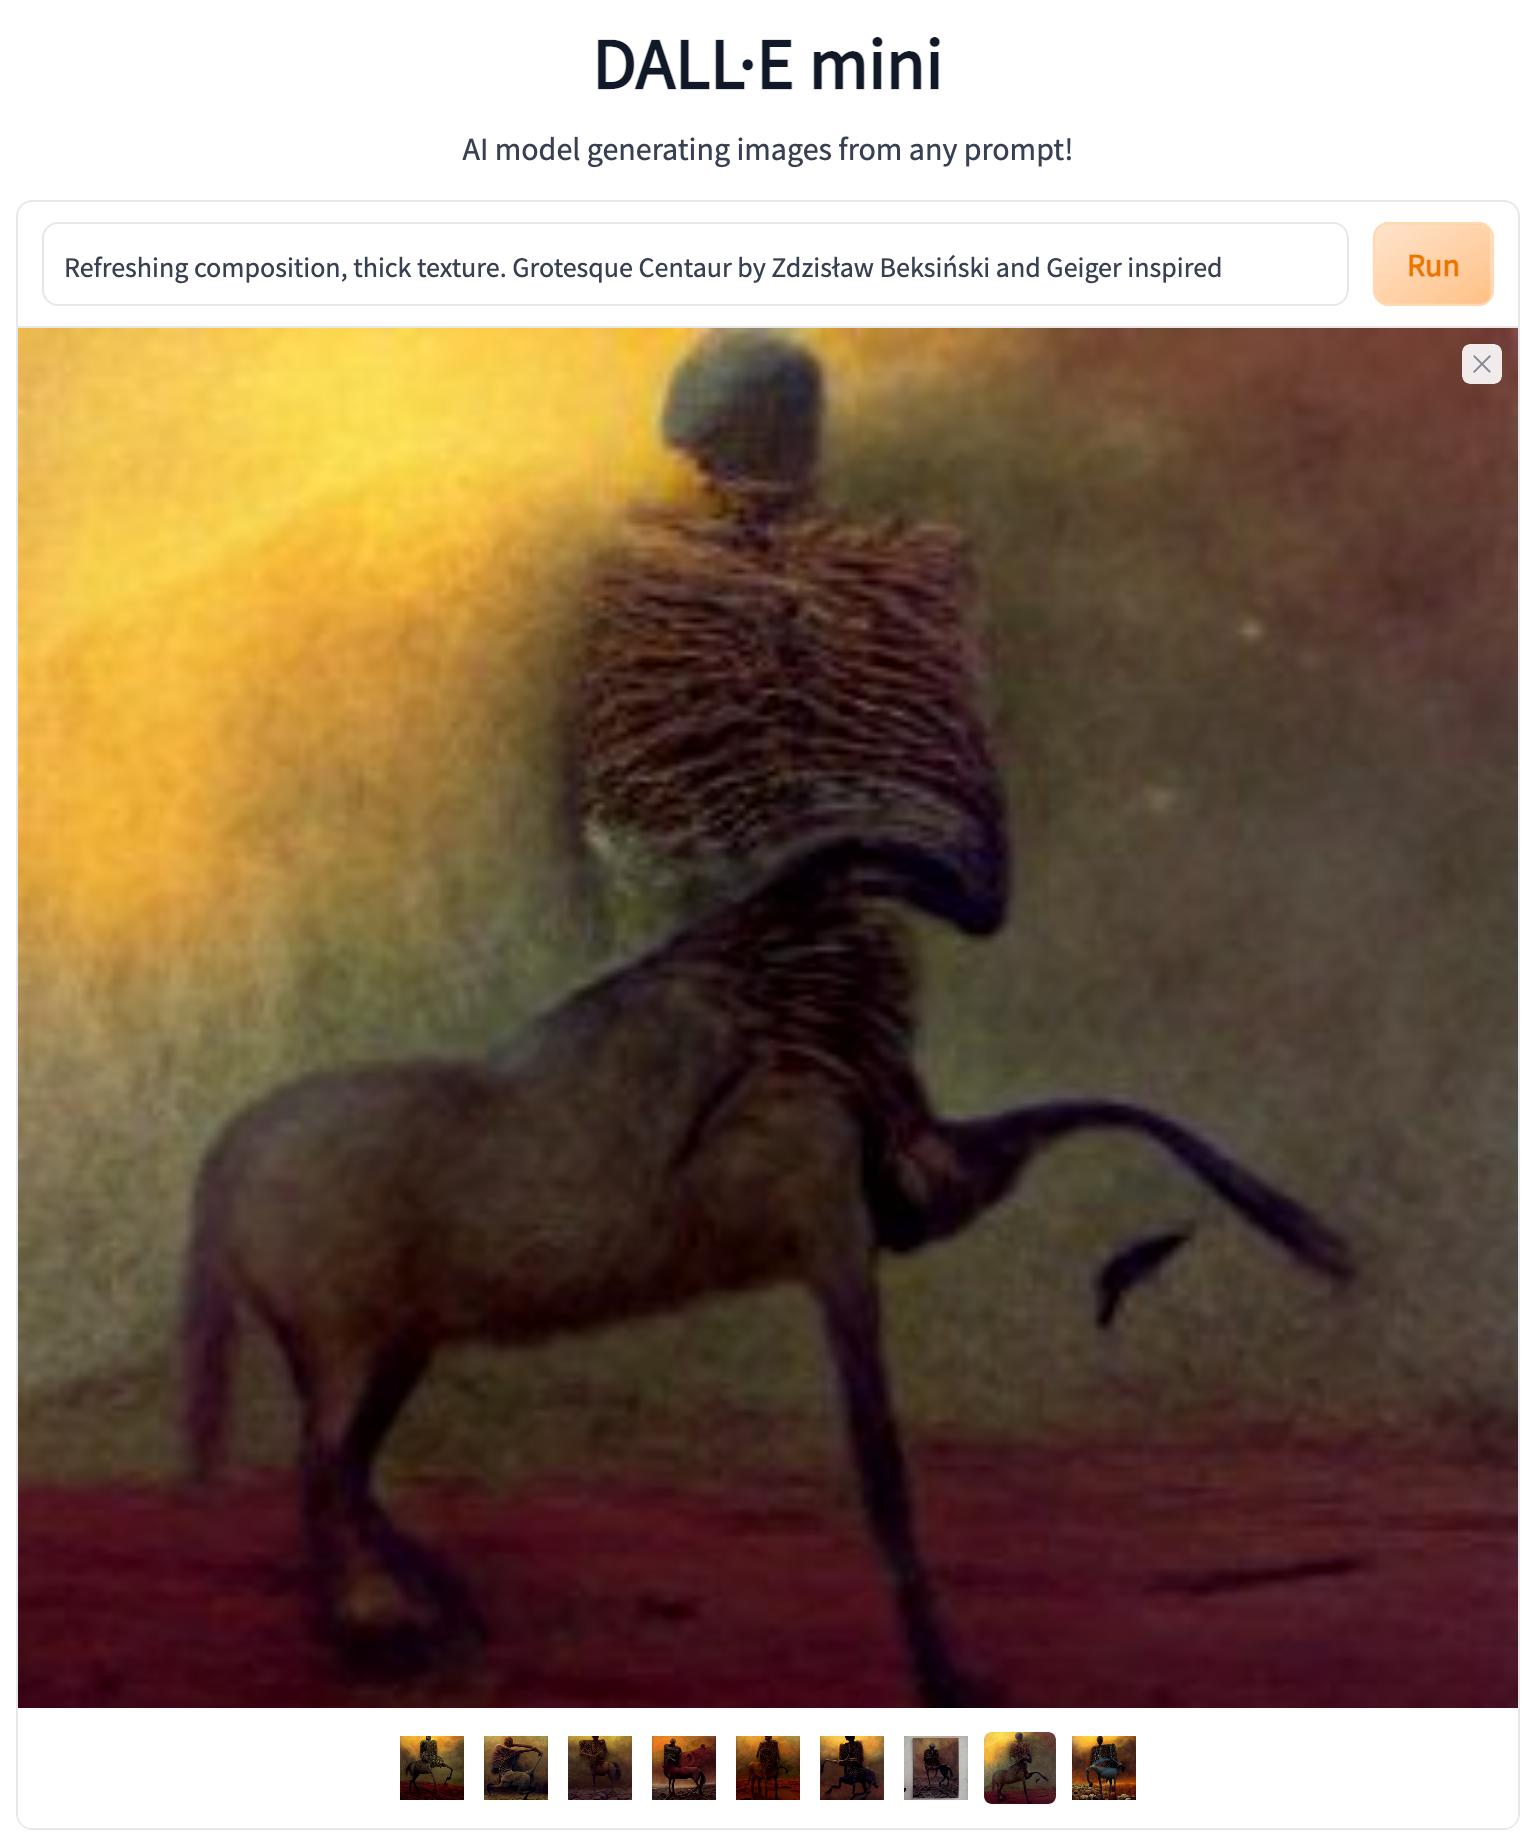 DALL·E mini
AI model generating images from any prompt!
Refreshing composition, thick texture. Grotesque Centaur by Zdzisław Beksiński and Geiger inspired
Run